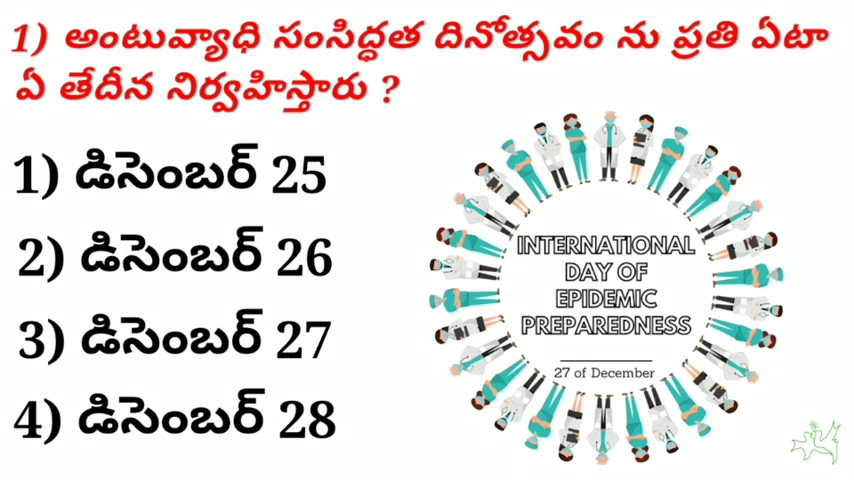 1) అంటువ్యాధి సంసిద్ధత దినోత్సవం ను ప్రతి ఏటా
ఏ తేదీన నిర్వహిస్తారు ?
1) డిసెంబర్ 25
2) డిసెంబర్ 26
3) డిసెంబర్ 27
4) డిసెంబర్ 28
INTERNATIONAL
DAY OF
EPIDEMIC
PREPAREDNESS
27 of December